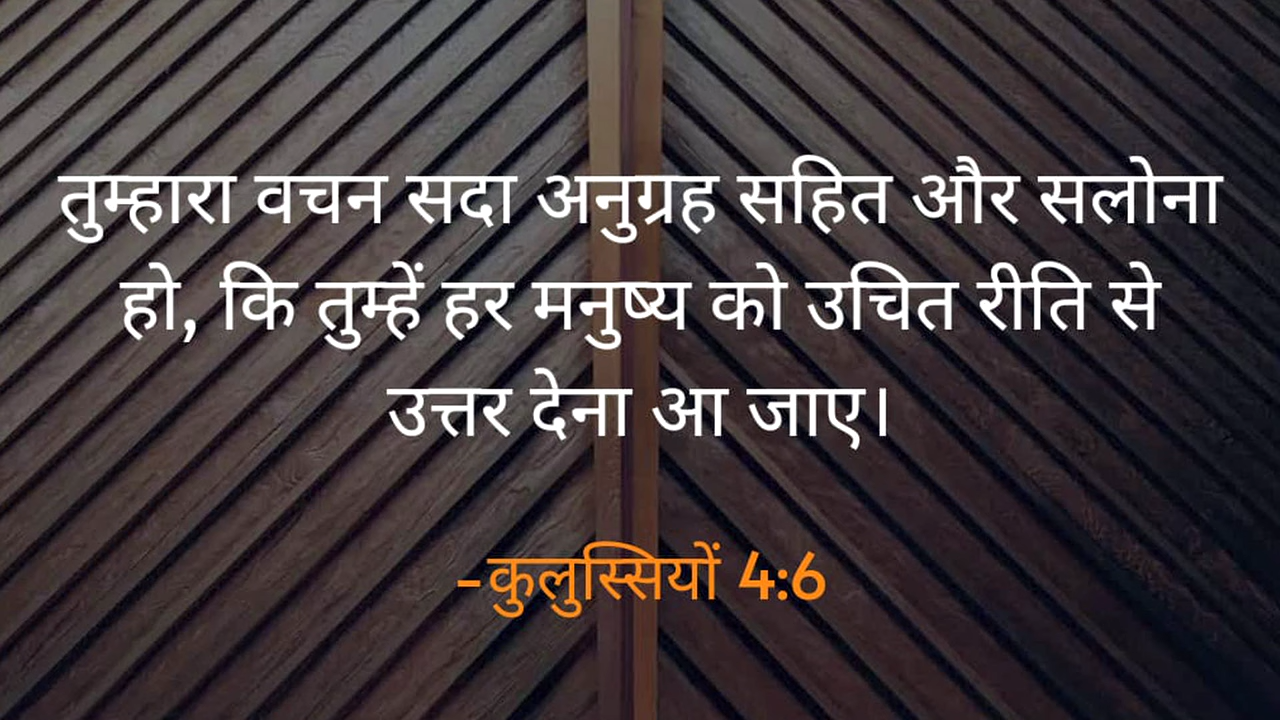 तुम्हारा वचन सदा अनुग्रह सहित और सलोना
हो, कि तुम्हें हर मनुष्य को उचित रीति से
उत्तर देना आ जाए।
-कुलुस्सियों 4:6